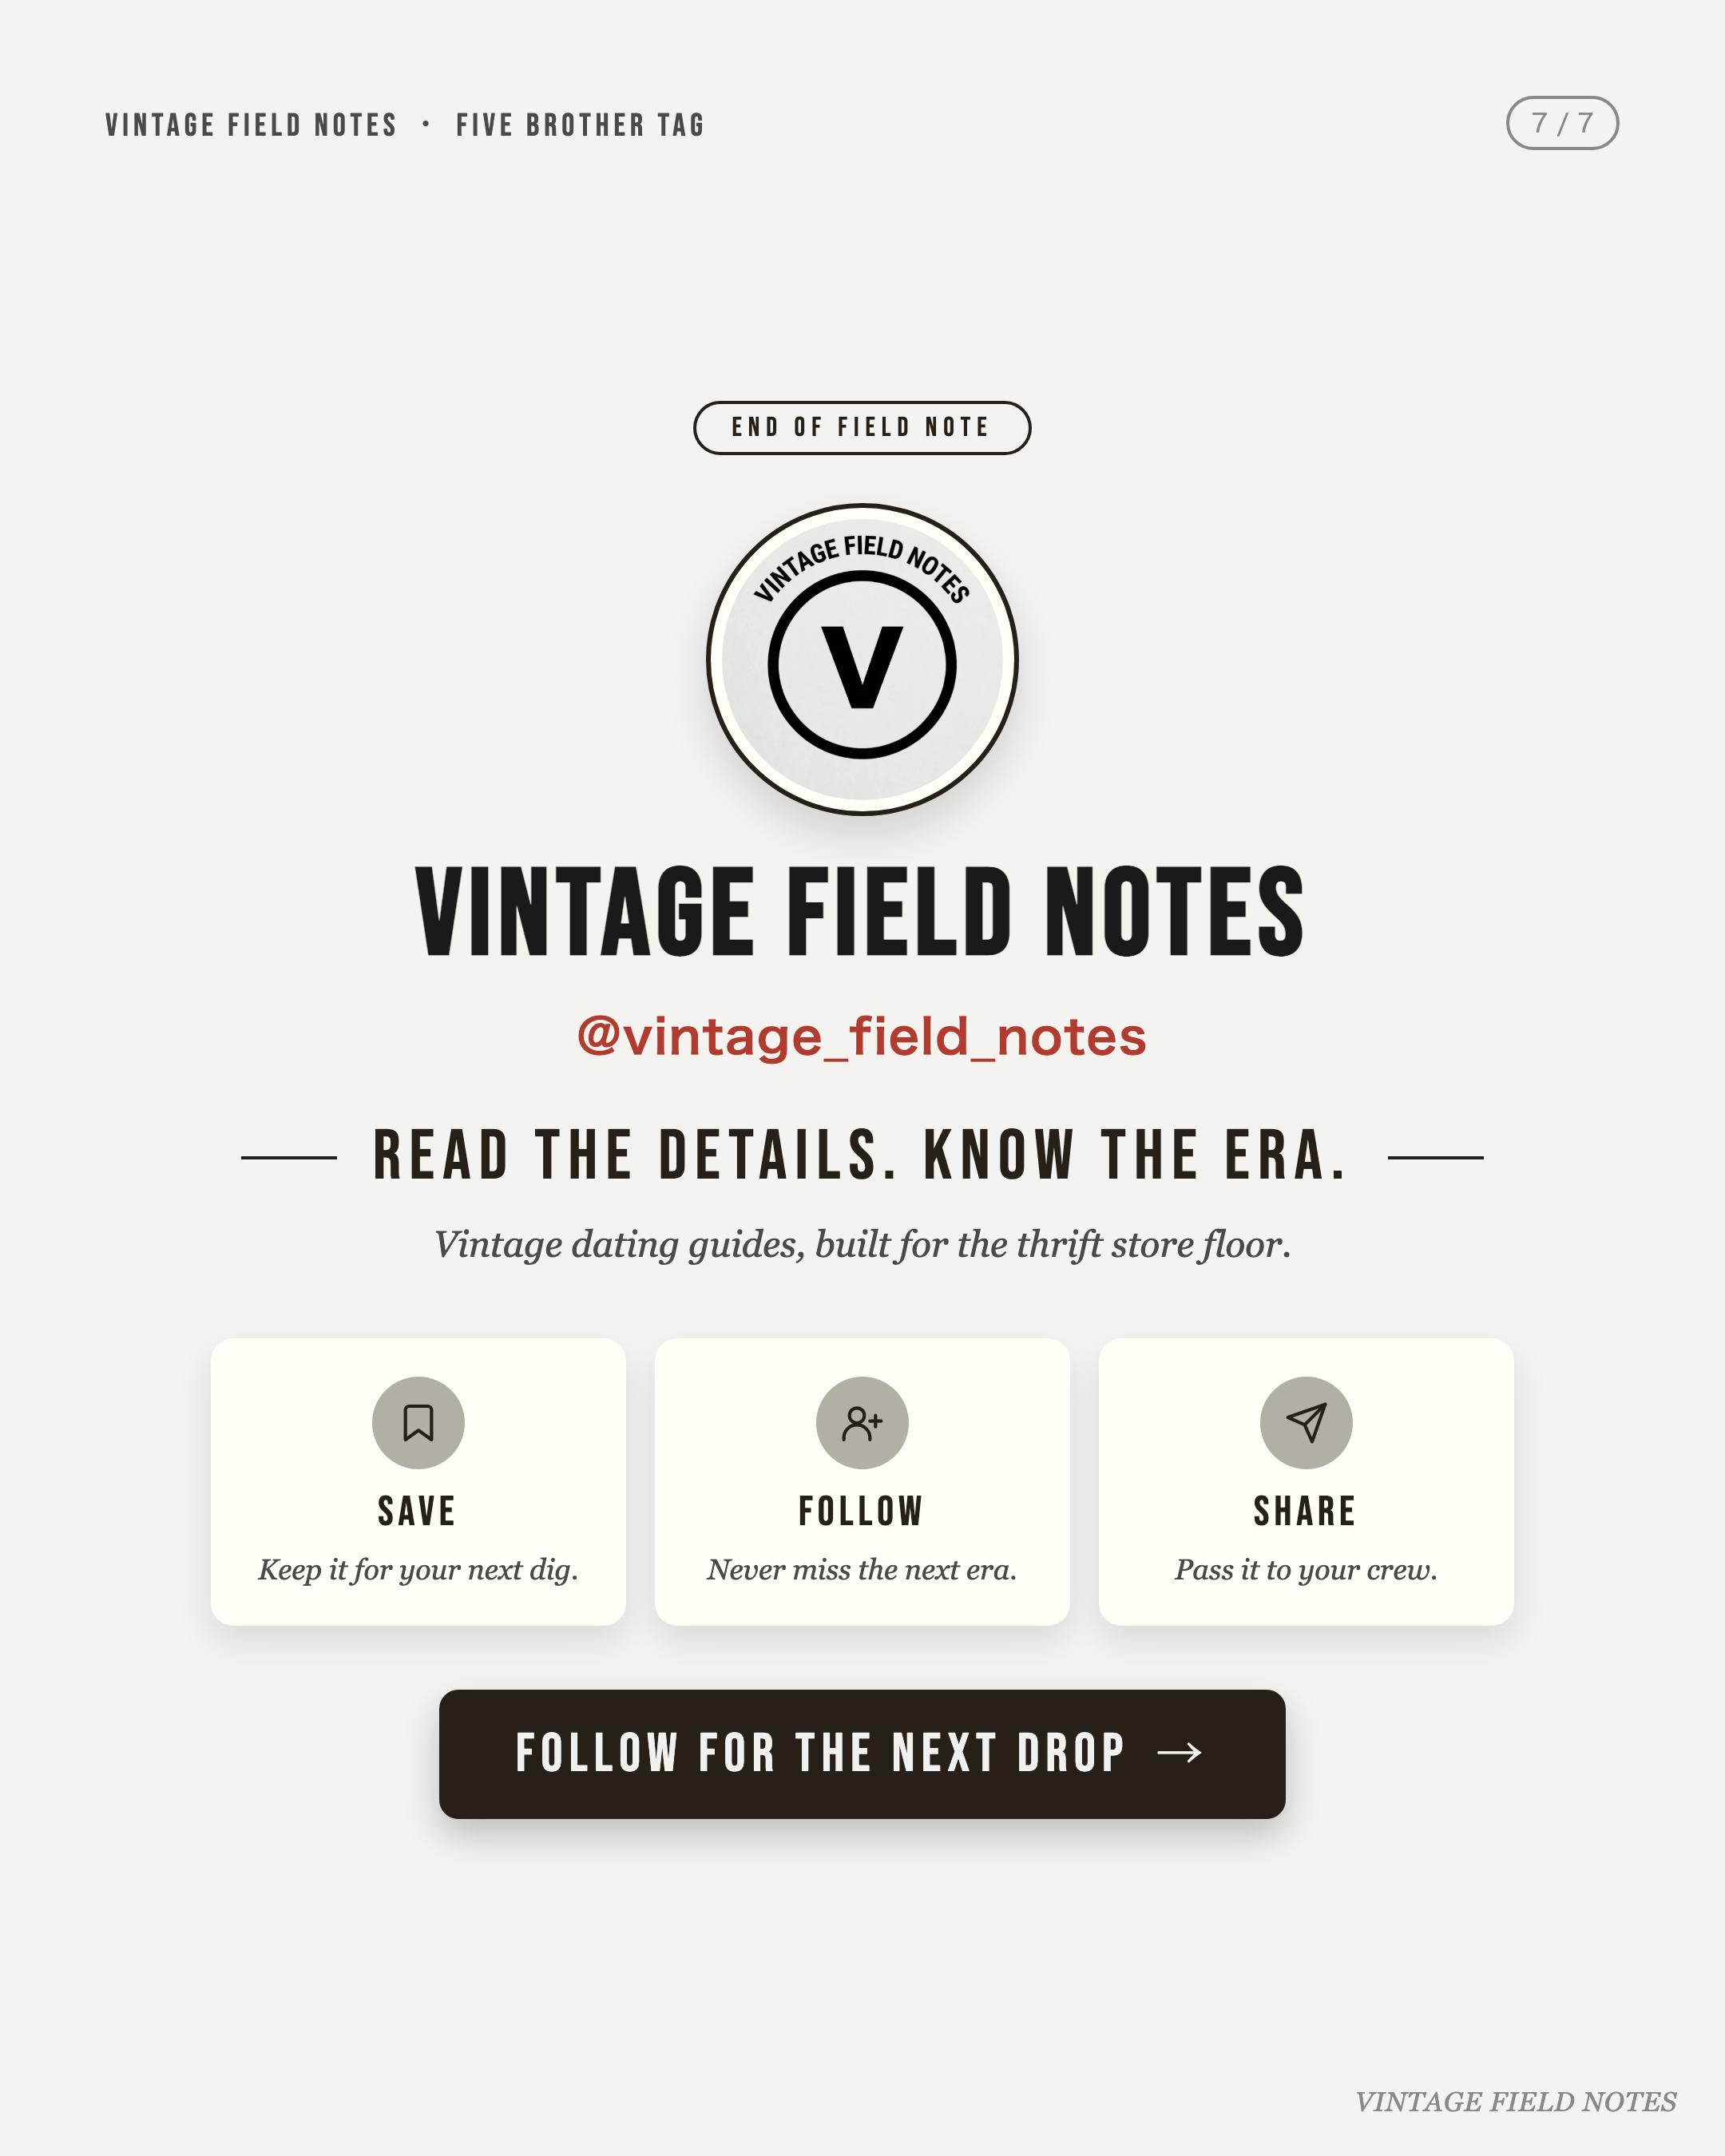 VINTAGE FIELD NOTES · FIVE BROTHER TAG
7 / 7
END OF FIELD NOTE
VINTAGE FIELD NOTES
V
VINTAGE FIELD NOTES
@vintage_field_notes
READ THE DETAILS. KNOW THE ERA.
Vintage dating guides, built for the thrift store floor.
SAVE
Keep it for your next dig.
FOLLOW
Never miss the next era.
SHARE
Pass it to your crew.
FOLLOW FOR THE NEXT DROP →
VINTAGE FIELD NOTES